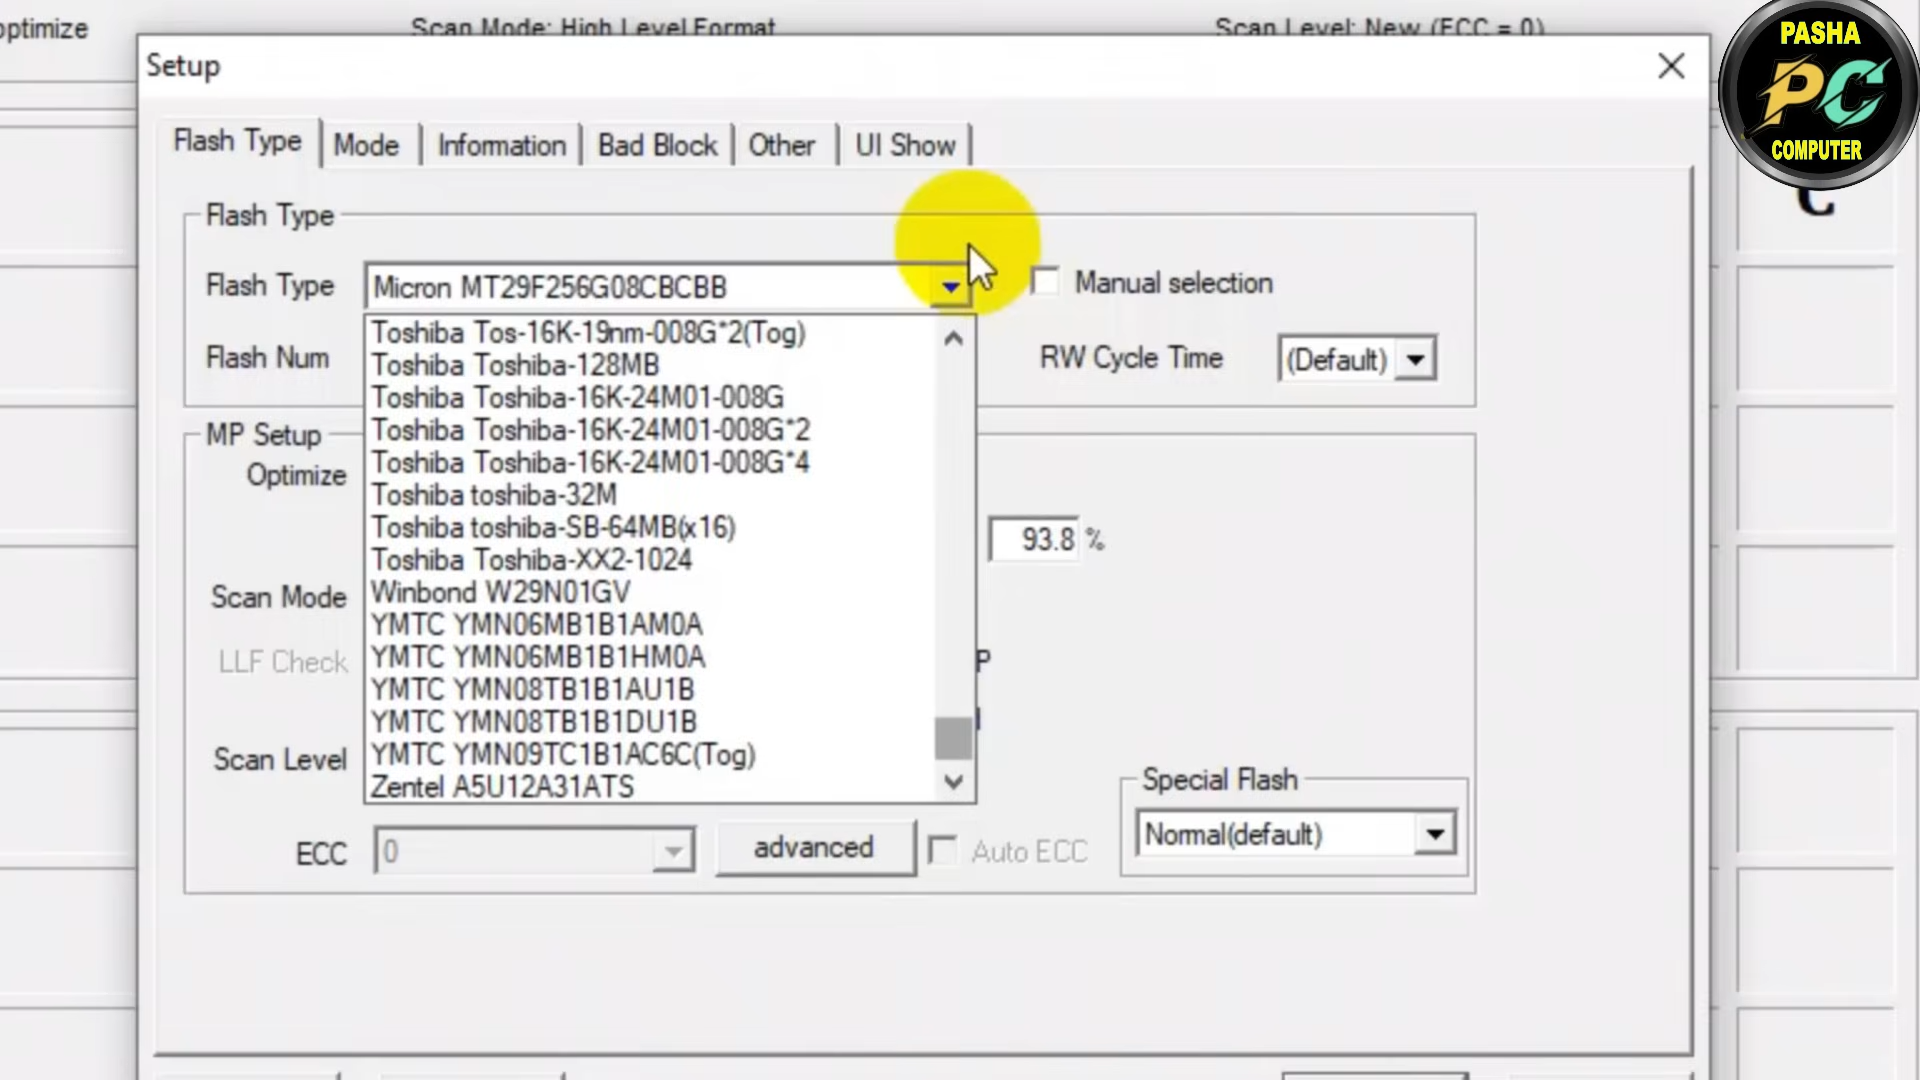 optimize
Scan Mode: High Level Format
Scan Level: New (ECC = 0)
PASHA
PC
COMPUTER
C
Setup
Flash Type
Mode
Information
Bad Block
Other
UI Show
Flash Type
Flash Type
Micron MT29F256G08CBCBB
Manual selection
Flash Num
RW Cycle Time
(Default)
Toshiba Tos-16K-19nm-008G*2(Tog)
Toshiba Toshiba-128MB
Toshiba Toshiba-16K-24M01-008G
Toshiba Toshiba-16K-24M01-008G*2
Toshiba Toshiba-16K-24M01-008G*4
Toshiba toshiba-32M
Toshiba toshiba-SB-64MB(x16)
Toshiba Toshiba-XX2-1024
Winbond W29N01GV
YMTC YMN06MB1B1AM0A
YMTC YMN06MB1B1HM0A
YMTC YMN08TB1B1AU1B
YMTC YMN08TB1B1DU1B
YMTC YMN09TC1B1AC6C(Tog)
Zentel A5U12A31ATS
MP Setup
Optimize
93.8 %
Scan Mode
LLF Check
P
Scan Level
Special Flash
Normal(default)
ECC
0
advanced
Auto ECC